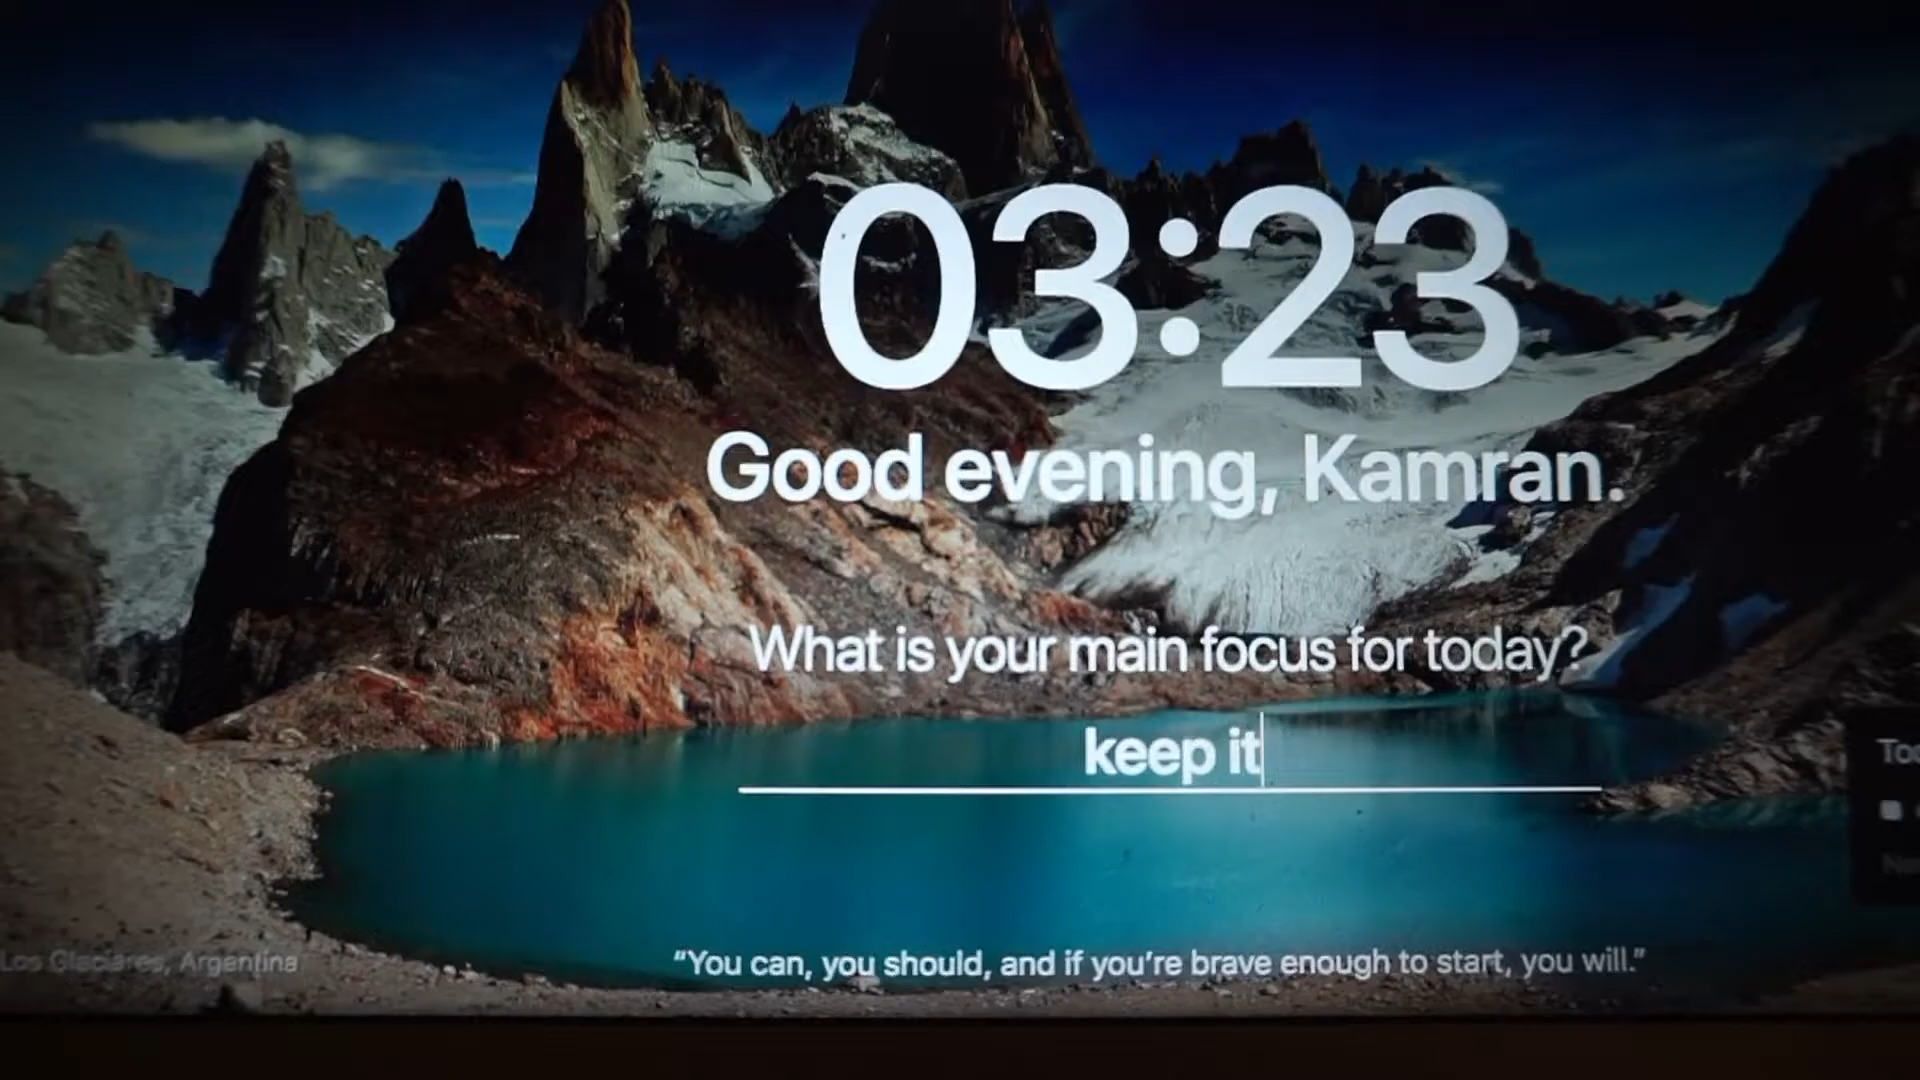 03:23
Good evening, Kamran.
What is your main focus for today?
keep it
Los Glaciares, Argentina
"You can, you should, and if you're brave enough to start, you will."